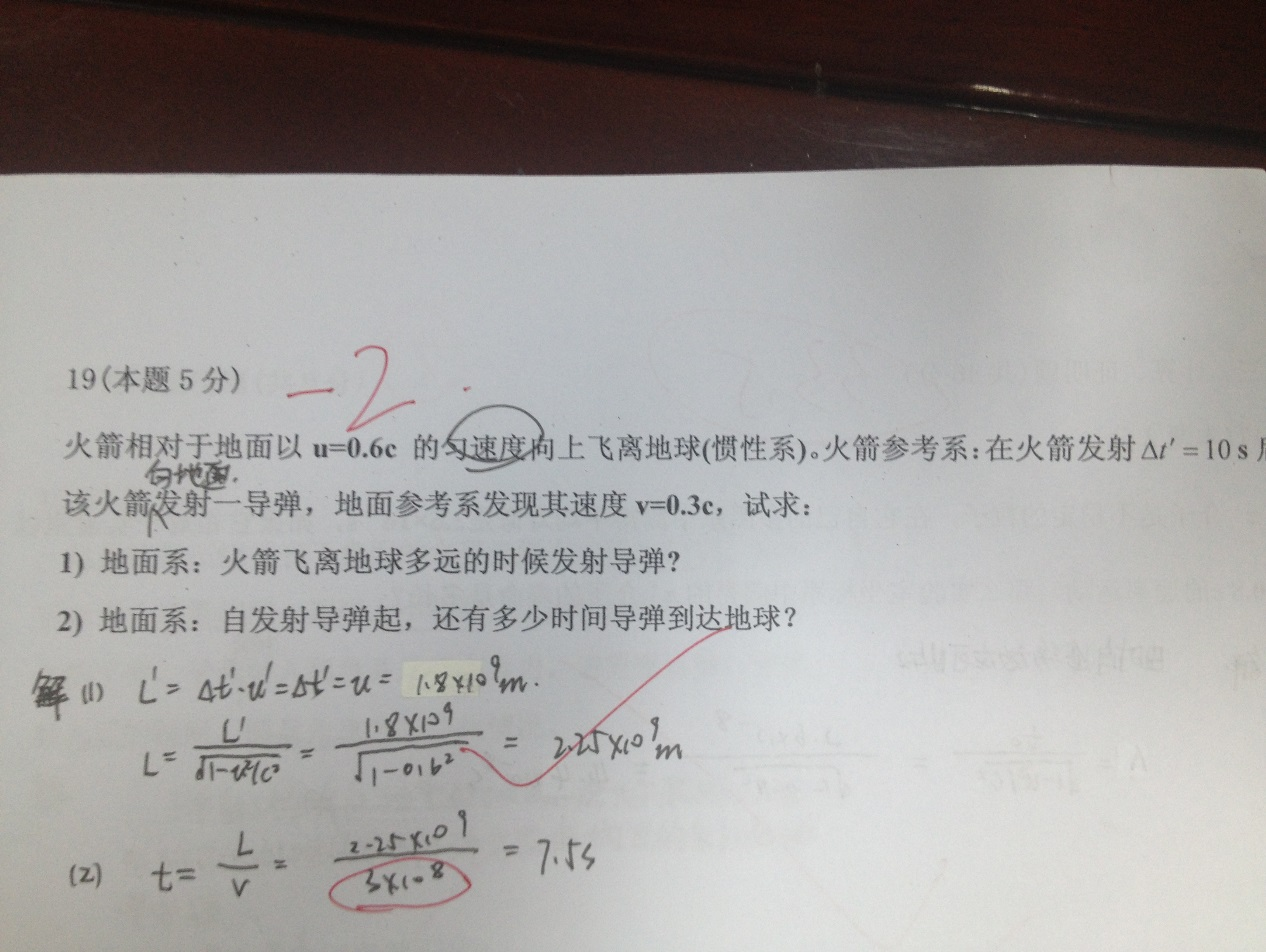 19(本题 5 分)
-2
火箭相对于地面以 u=0.6c 的匀速度向上飞离地球(惯性系)。火箭参考系:在火箭发射 Δt′ = 10 s
向地面.
该火箭发射一导弹，地面参考系发现其速度 v=0.3c，试求:
1) 地面系：火箭飞离地球多远的时候发射导弹？
2) 地面系：自发射导弹起，还有多少时间导弹到达地球？
解 (1) L′ = Δt′·u′ = Δt′ = u = 1.8×10⁹m.
L = L′/√1-u²/c² = 1.8×10⁹/√1-0.6² = 2.25×10⁹m
(2) t = L/v = 2.25×10⁹/3×10⁸ = 7.5s